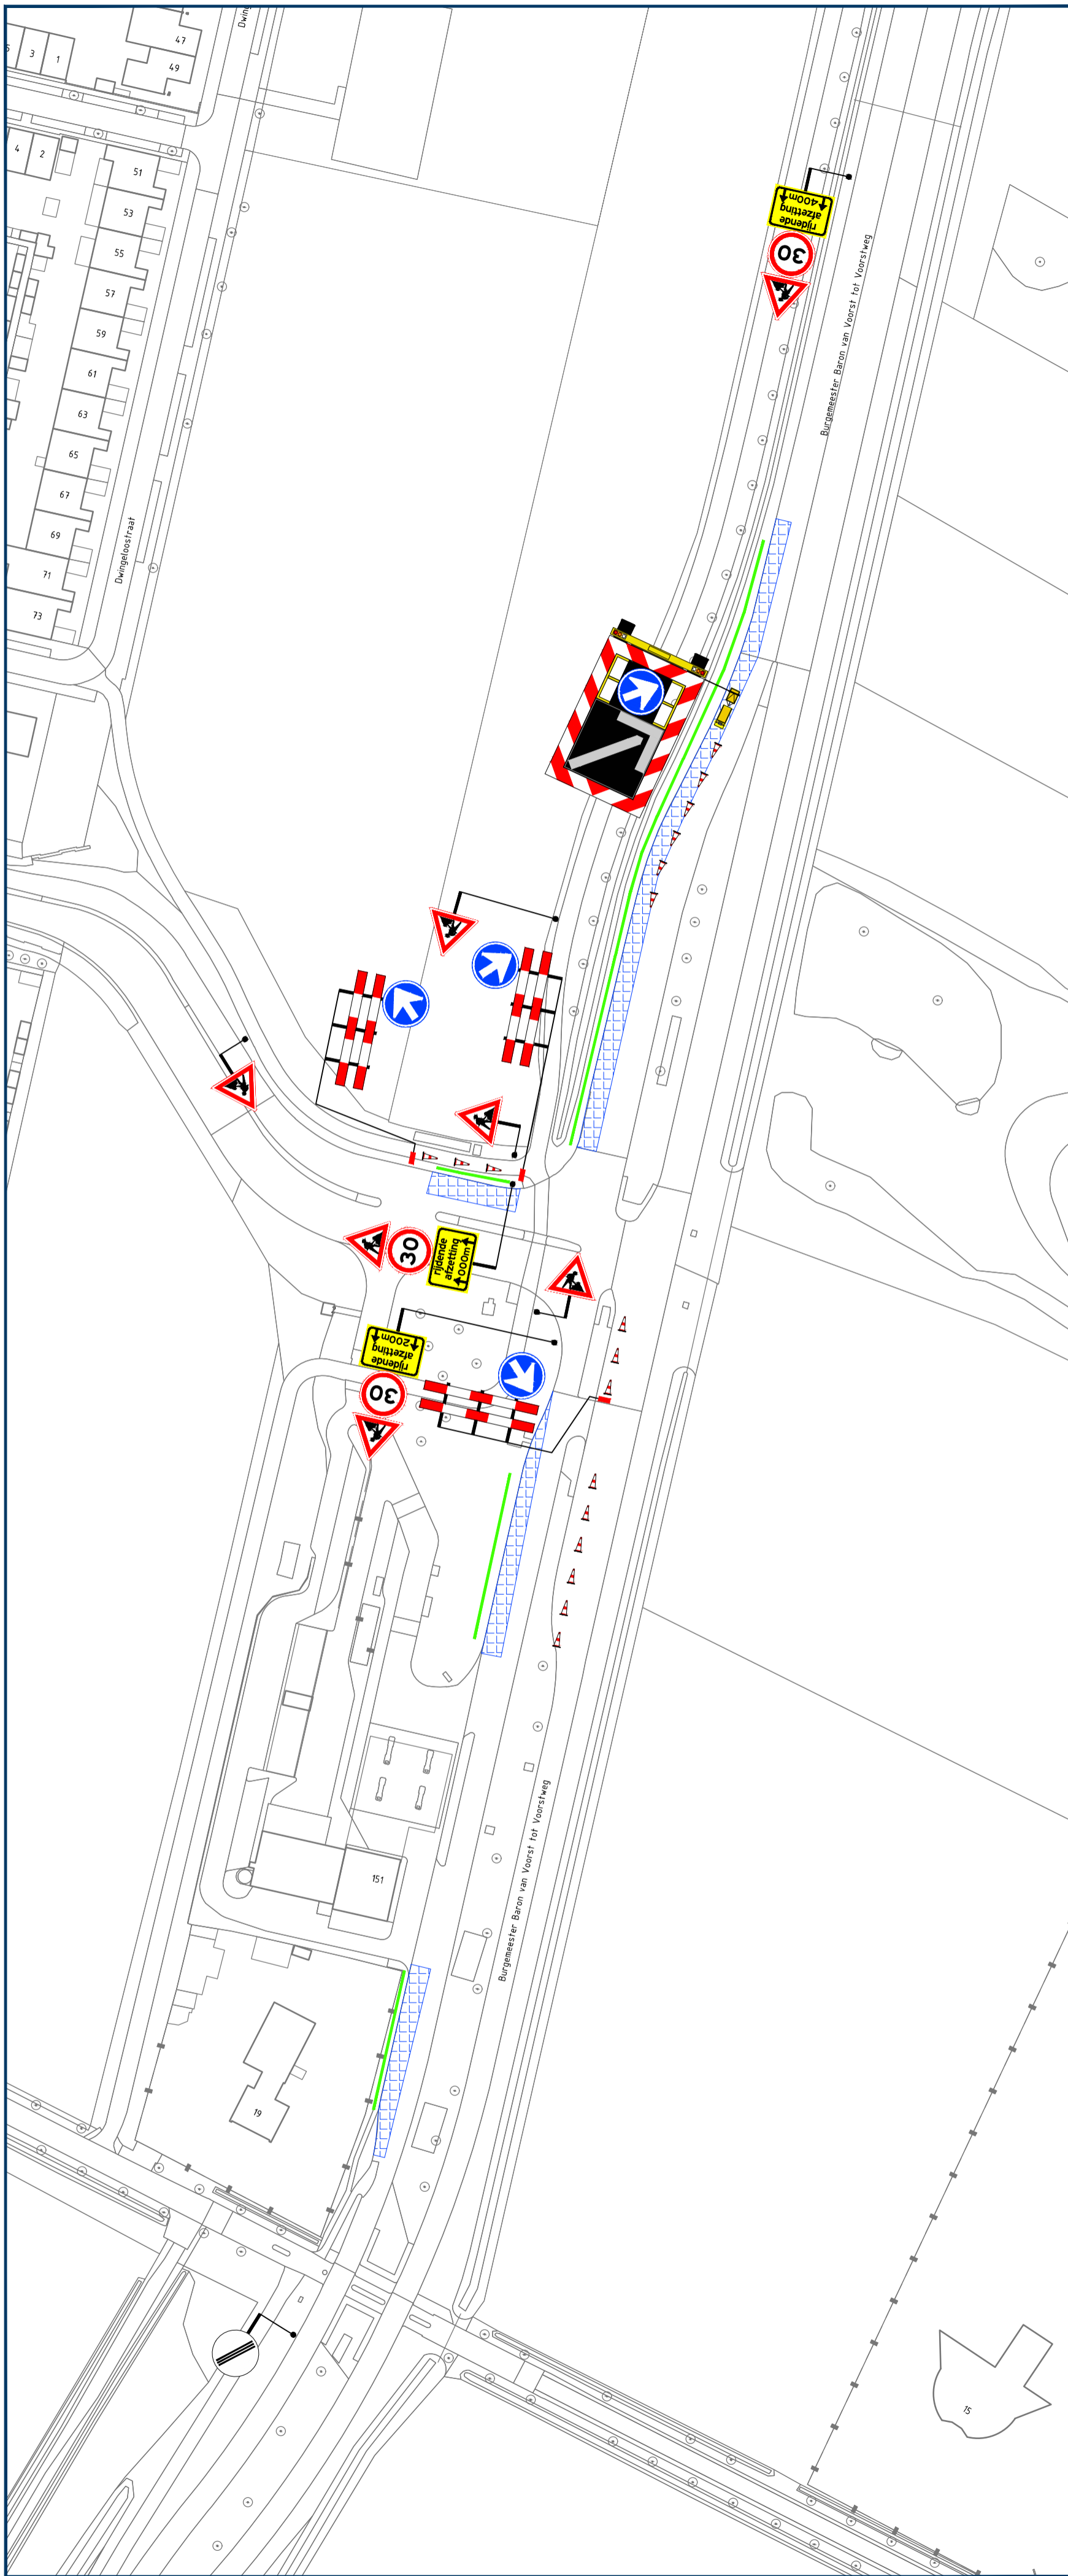 47
49
3
1
Dwing
4
2
51
53
55
57
59
61
63
65
67
69
71
73
Dwingeloostraat
rijdende
afzetting
400m
30
Burgemeester Baron van Voorst tot Voorstweg
30
rijdende
afzetting
000m
rijdende
afzetting
200m
30
Burgemeester Baron van Voorst tot Voorstweg
151
19
15